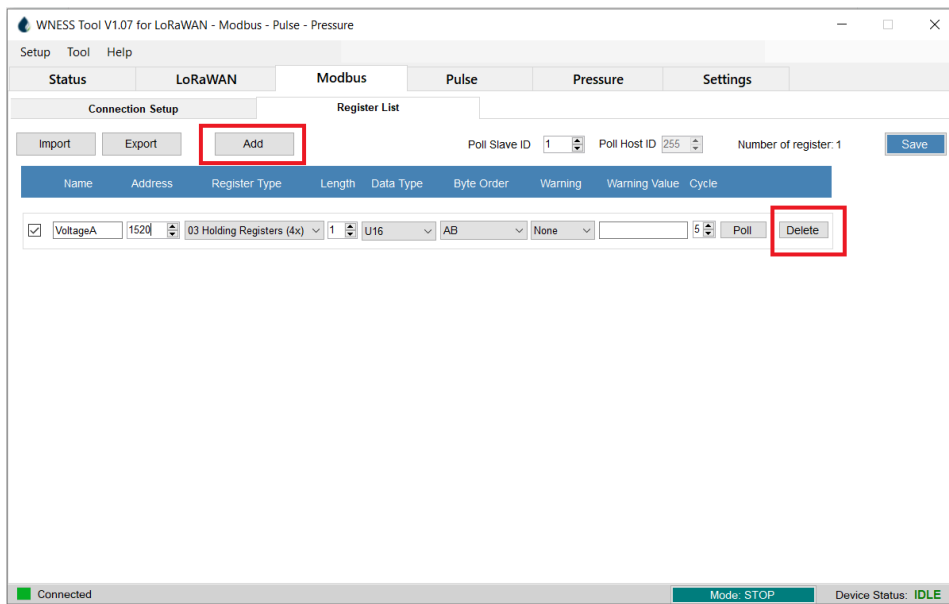 WNESS Tool V1.07 for LoRaWAN - Modbus - Pulse - Pressure
Setup Tool Help
Status LoRaWAN Modbus Pulse Pressure Settings
Connection Setup Register List
Import Export Add Poll Slave ID 1 Poll Host ID 255 Number of register: 1 Save
Name Address Register Type Length Data Type Byte Order Warning Warning Value Cycle
VoltageA 1520 03 Holding Registers (4x) 1 U16 AB None 5 Poll Delete
Connected Mode: STOP Device Status: IDLE